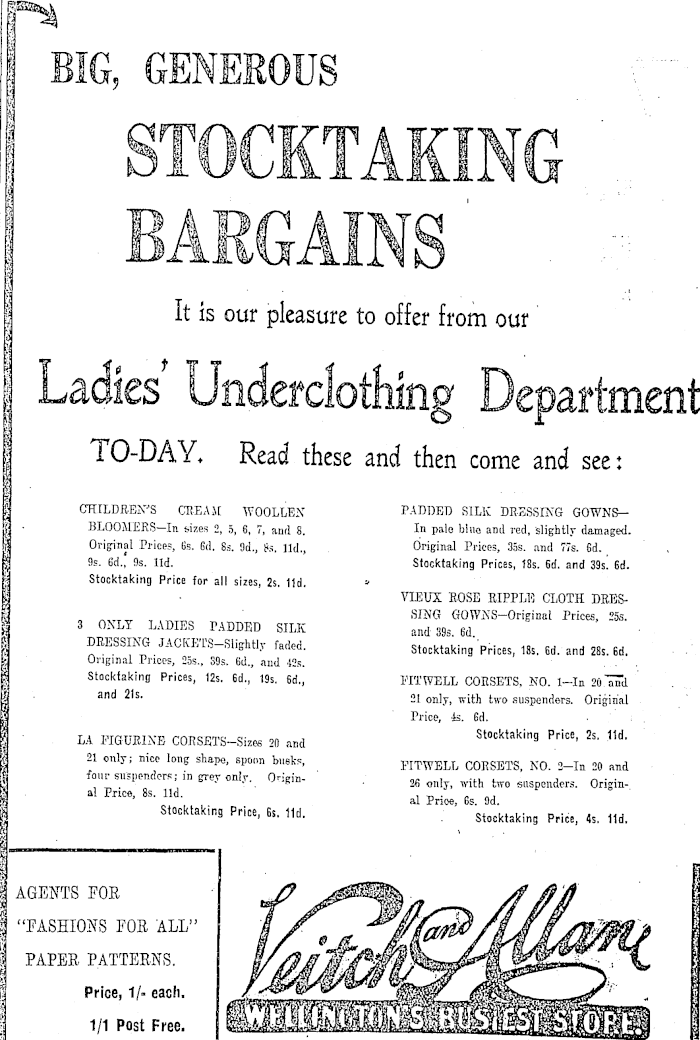 BIG, GENEROUS
STOCKTAKING
BARGAINS
It is our pleasure to offer from our
Ladies' Underclothing Department
TO-DAY. Read these and then come and see:
CHILDREN'S CREAM WOOLLEN
BLOOMERS—In sizes 2, 5, 6, 7, and 8.
Original Prices, 6s. 6d. 8s. 9d., 8s. 11d.,
9s. 6d., 9s. 11d.
Stocktaking Price for all sizes, 2s. 11d.
3 ONLY LADIES PADDED SILK
DRESSING JACKETS—Slightly faded.
Original Prices, 25s., 39s. 6d., and 42s.
Stocktaking Prices, 12s. 6d., 19s. 6d.,
and 21s.
LA FIGURINE CORSETS—Sizes 20 and
21 only; nice long shape, spoon busks,
four suspenders; in grey only. Origin-
al Price, 8s. 11d.
Stocktaking Price, 6s. 11d.
PADDED SILK DRESSING GOWNS—
In pale blue and red, slightly damaged.
Original Prices, 35s. and 77s. 6d.
Stocktaking Prices, 18s. 6d. and 39s. 6d.
VIEUX ROSE RIPPLE CLOTH DRES-
SING GOWNS—Original Prices, 25s.
and 39s. 6d.
Stocktaking Prices, 18s. 6d. and 28s. 6d.
FITWELL CORSETS, NO. 1—In 20 and
21 only, with two suspenders. Original
Price, 4s. 6d.
Stocktaking Price, 2s. 11d.
FITWELL CORSETS, NO. 2—In 20 and
26 only, with two suspenders. Origin-
al Price, 6s. 9d.
Stocktaking Price, 4s. 11d.
AGENTS FOR
"FASHIONS FOR ALL"
PAPER PATTERNS.
Price, 1/- each.
1/1 Post Free.
Veitch and Allan
WELLINGTON'S BUSIEST STORE.